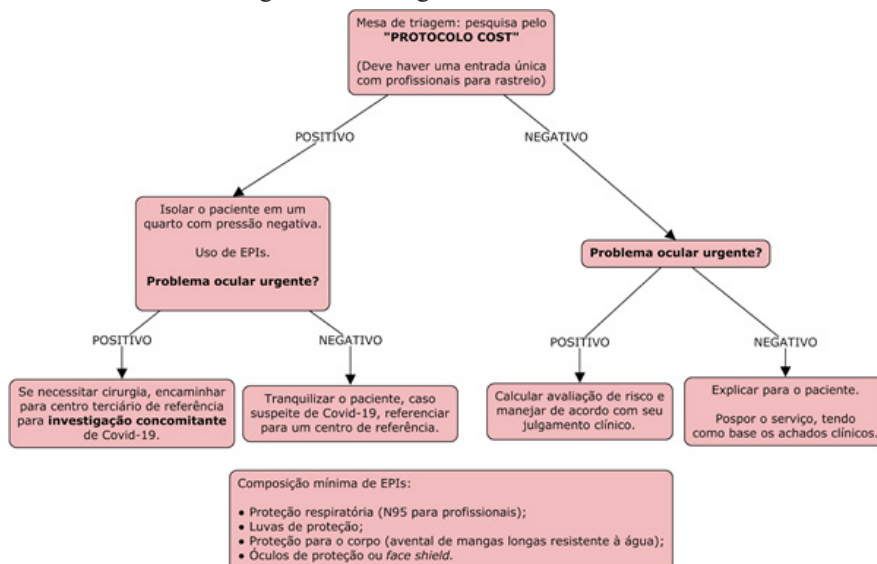 Mesa de triagem: pesquisa pelo
"PROTOCOLO COST"
(Deve haver uma entrada única
com profissionais para rastreio)
POSITIVO
NEGATIVO
Isolar o paciente em um
quarto com pressão negativa.
Uso de EPIs.
Problema ocular urgente?
Problema ocular urgente?
POSITIVO
NEGATIVO
POSITIVO
NEGATIVO
Se necessitar cirurgia, encaminhar
para centro terciário de referência
para investigação concomitante
de Covid-19.
Tranquilizar o paciente, caso
suspeite de Covid-19, referenciar
para um centro de referência.
Calcular avaliação de risco e
manejar de acordo com seu
julgamento clínico.
Explicar para o paciente.
Pospor o serviço, tendo
como base os achados clínicos.
Composição mínima de EPIs:
• Proteção respiratória (N95 para profissionais);
• Luvas de proteção;
• Proteção para o corpo (avental de mangas longas resistente à água);
• Óculos de proteção ou face shield.